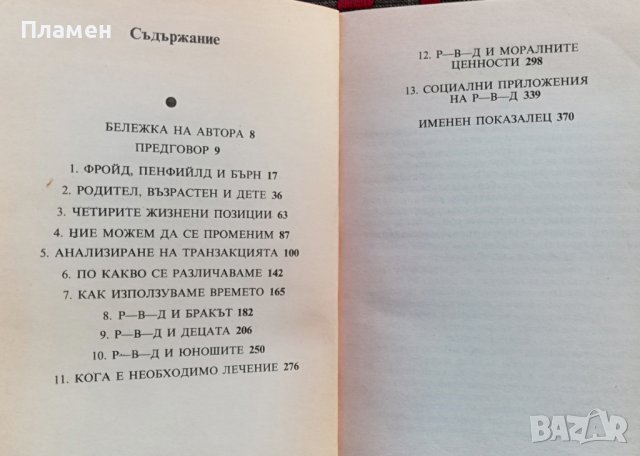 Пламен
Съдържание
БЕЛЕЖКА НА АВТОРА 8
ПРЕДГОВОР 9
1. ФРОЙД, ПЕНФИЙЛД И БЪРН 17
2. РОДИТЕЛ, ВЪЗРАСТЕН И ДЕТЕ 36
3. ЧЕТИРИТЕ ЖИЗНЕНИ ПОЗИЦИИ 63
4. НИЕ МОЖЕМ ДА СЕ ПРОМЕНИМ 87
5. АНАЛИЗИРАНЕ НА ТРАНЗАКЦИЯТА 100
6. ПО КАКВО СЕ РАЗЛИЧАВАМЕ 142
7. КАК ИЗПОЛЗУВАМЕ ВРЕМЕТО 165
8. Р—В—Д И БРАКЪТ 182
9. Р—В—Д И ДЕЦАТА 206
10. Р—В—Д И ЮНОШИТЕ 250
11. КОГА Е НЕОБХОДИМО ЛЕЧЕНИЕ 276
12. Р—В—Д И МОРАЛНИТЕ
ЦЕННОСТИ 298
13. СОЦИАЛНИ ПРИЛОЖЕНИЯ
НА Р—В—Д 339
ИМЕНЕН ПОКАЗАЛЕЦ 370
BAZAR